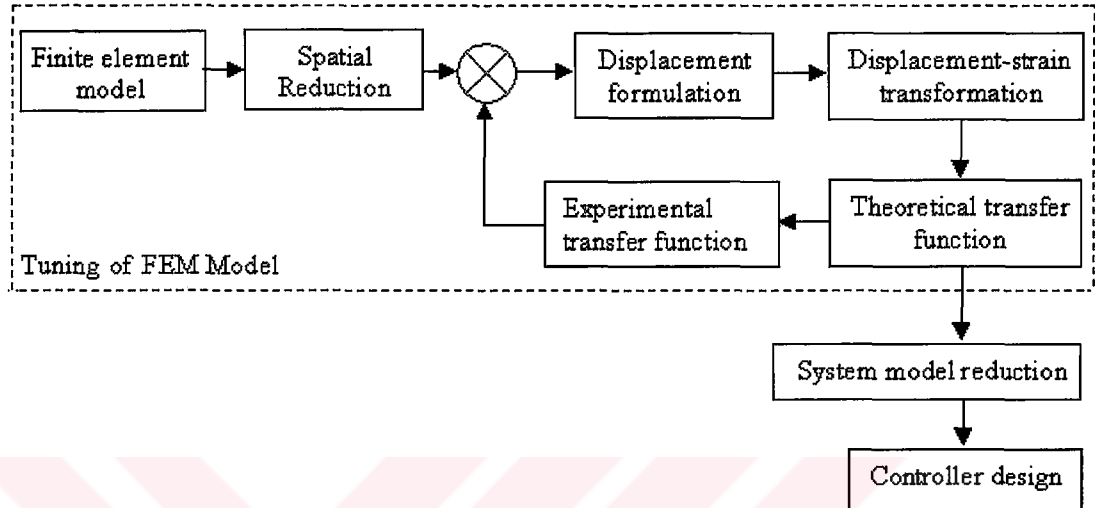 Finite element
model
Spatial
Reduction
Displacement
formulation
Displacement-strain
transformation
Experimental
transfer function
Theoretical transfer
function
Tuning of FEM Model
System model reduction
Controller design